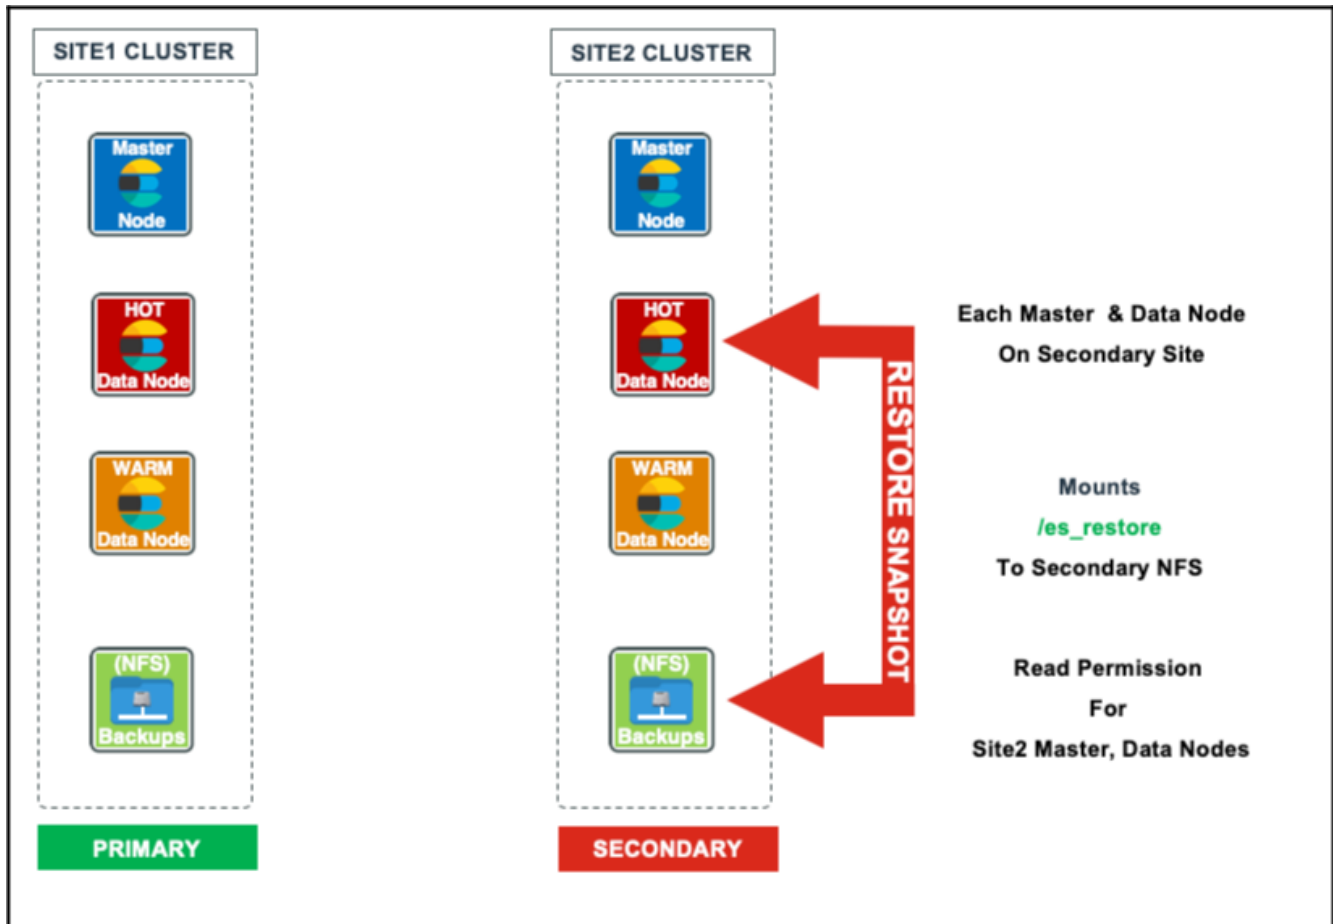 SITE1 CLUSTER
Master
Node
HOT
Data Node
WARM
Data Node
(NFS)
Backups
PRIMARY
SITE2 CLUSTER
Master
Node
HOT
Data Node
WARM
Data Node
(NFS)
Backups
SECONDARY
RESTORE SNAPSHOT
Each Master & Data Node
On Secondary Site
Mounts
/es_restore
To Secondary NFS
Read Permission
For
Site2 Master, Data Nodes